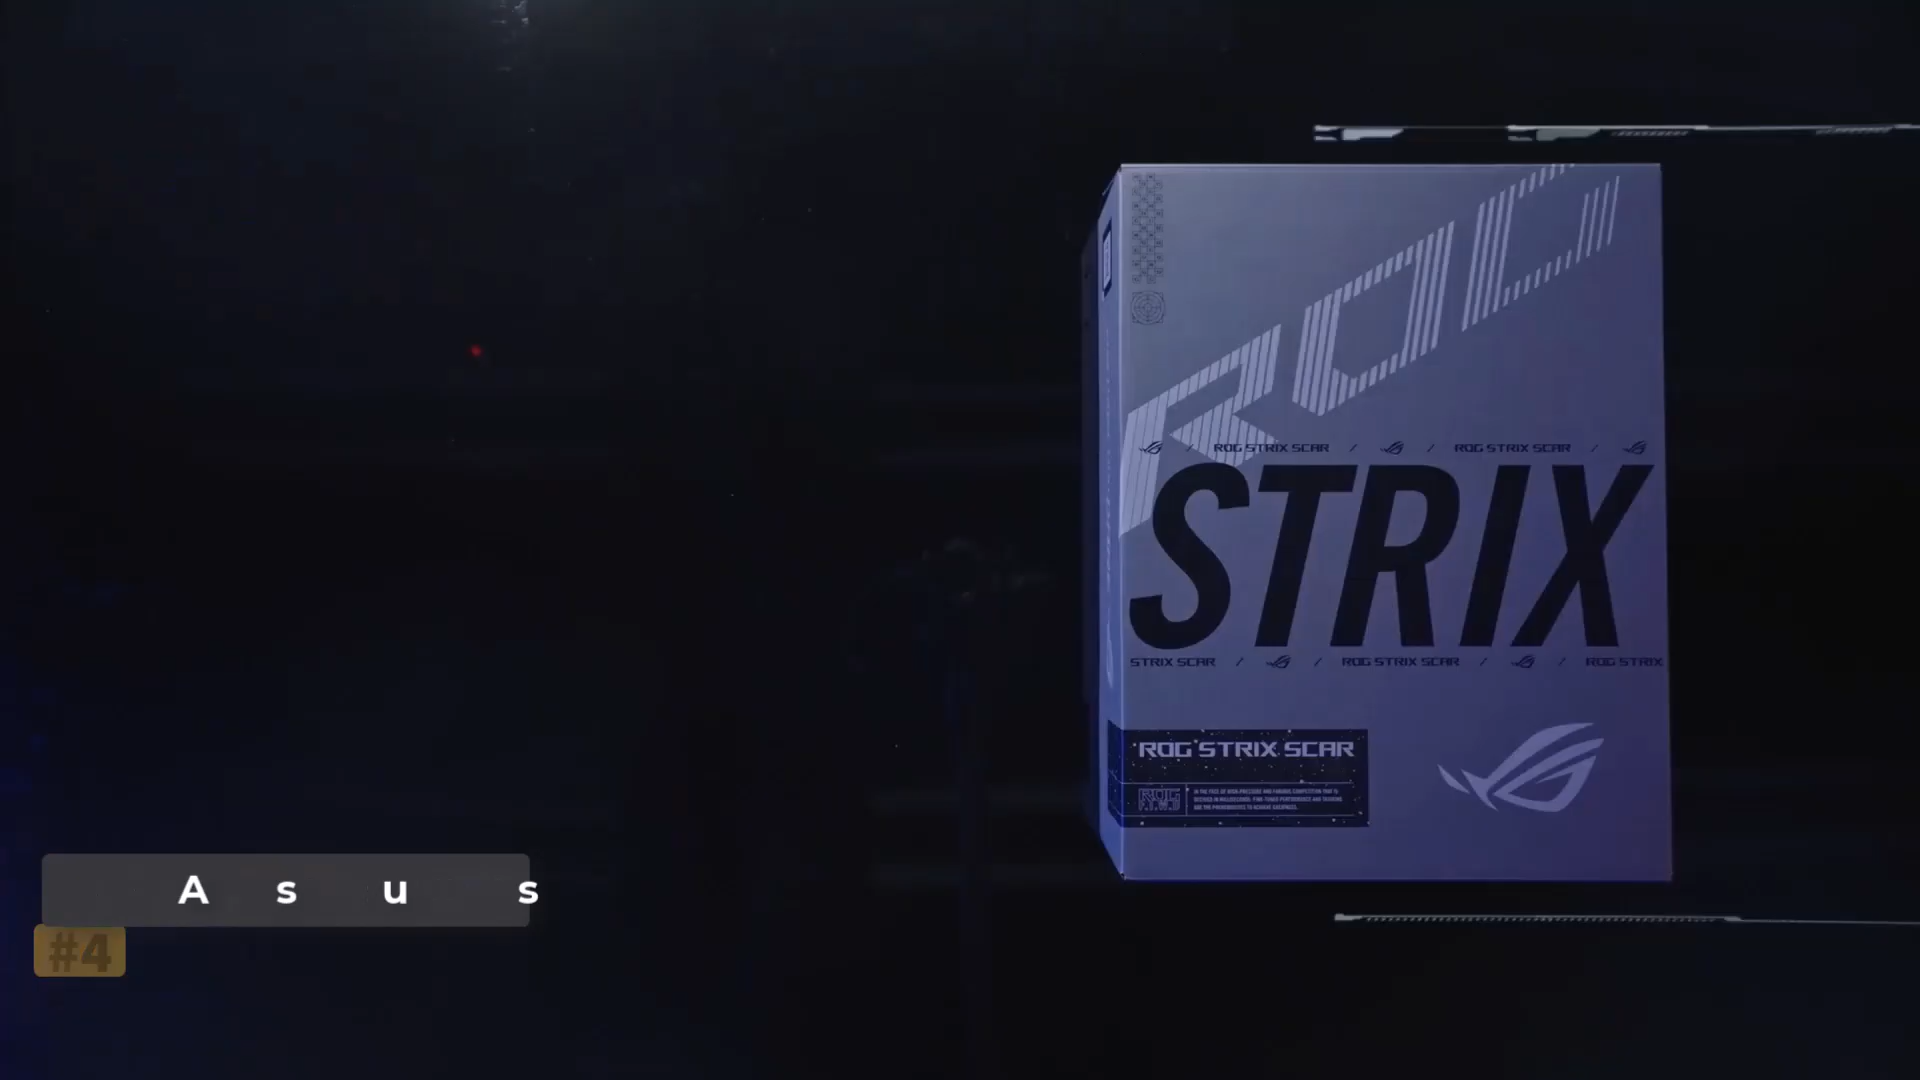 ROG
ROG STRIX SCAR / / ROG STRIX SCAR /
STRIX
STRIX SCAR / / ROG STRIX SCAR / / ROG STRIX
ROG STRIX SCAR
Asus
#4